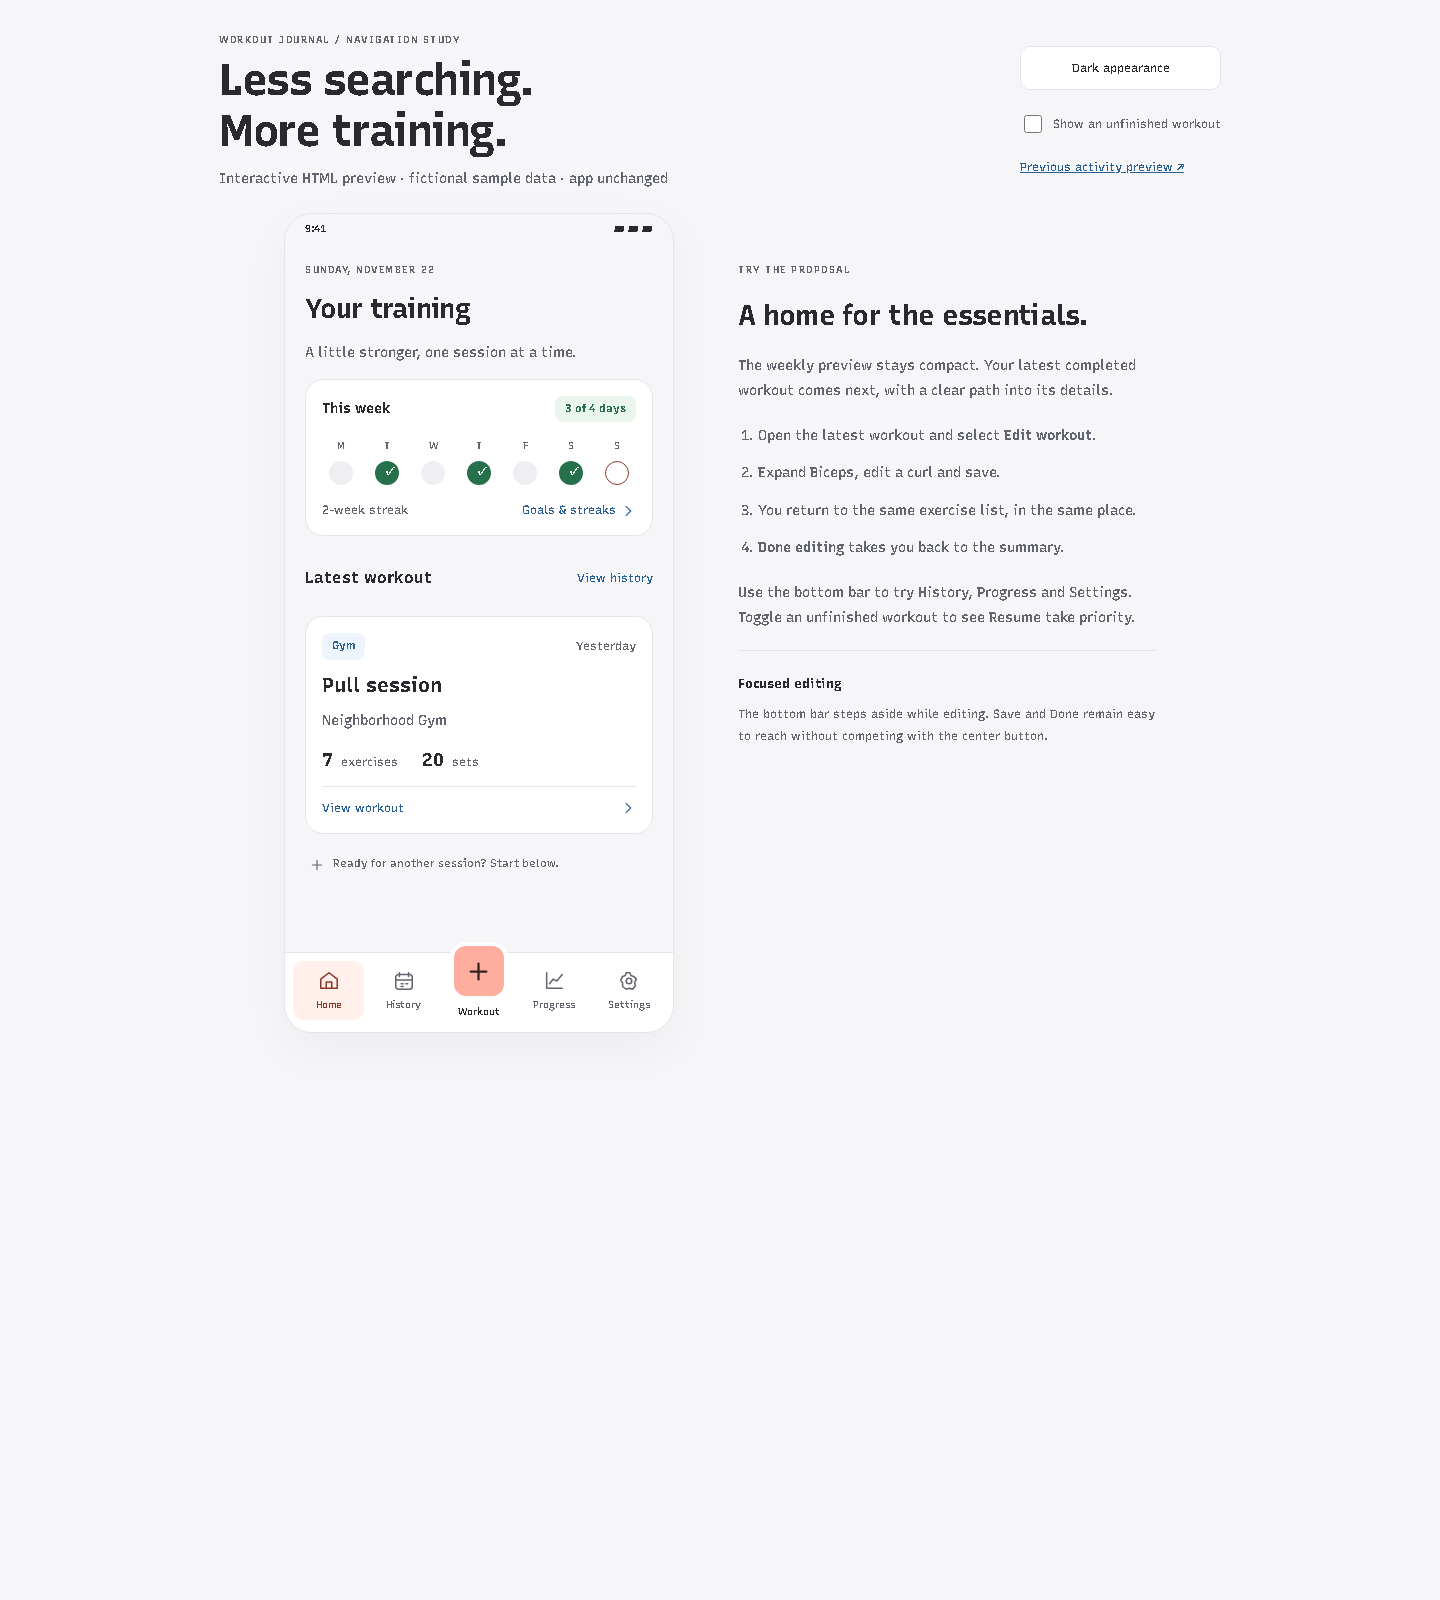 WORKOUT JOURNAL / NAVIGATION STUDY
Less searching.
More training.
Interactive HTML preview · fictional sample data · app unchanged
Dark appearance
Show an unfinished workout
Previous activity preview ↗
9:41
SUNDAY, NOVEMBER 22
Your training
A little stronger, one session at a time.
This week
3 of 4 days
M T W T F S S
✓ ✓ ✓
2-week streak
Goals & streaks
Latest workout
View history
Gym
Yesterday
Pull session
Neighborhood Gym
7 exercises 20 sets
View workout
Ready for another session? Start below.
Home
History
Workout
Progress
Settings
TRY THE PROPOSAL
A home for the essentials.
The weekly preview stays compact. Your latest completed
workout comes next, with a clear path into its details.
1. Open the latest workout and select Edit workout.
2. Expand Biceps, edit a curl and save.
3. You return to the same exercise list, in the same place.
4. Done editing takes you back to the summary.
Use the bottom bar to try History, Progress and Settings.
Toggle an unfinished workout to see Resume take priority.
Focused editing
The bottom bar steps aside while editing. Save and Done remain easy
to reach without competing with the center button.